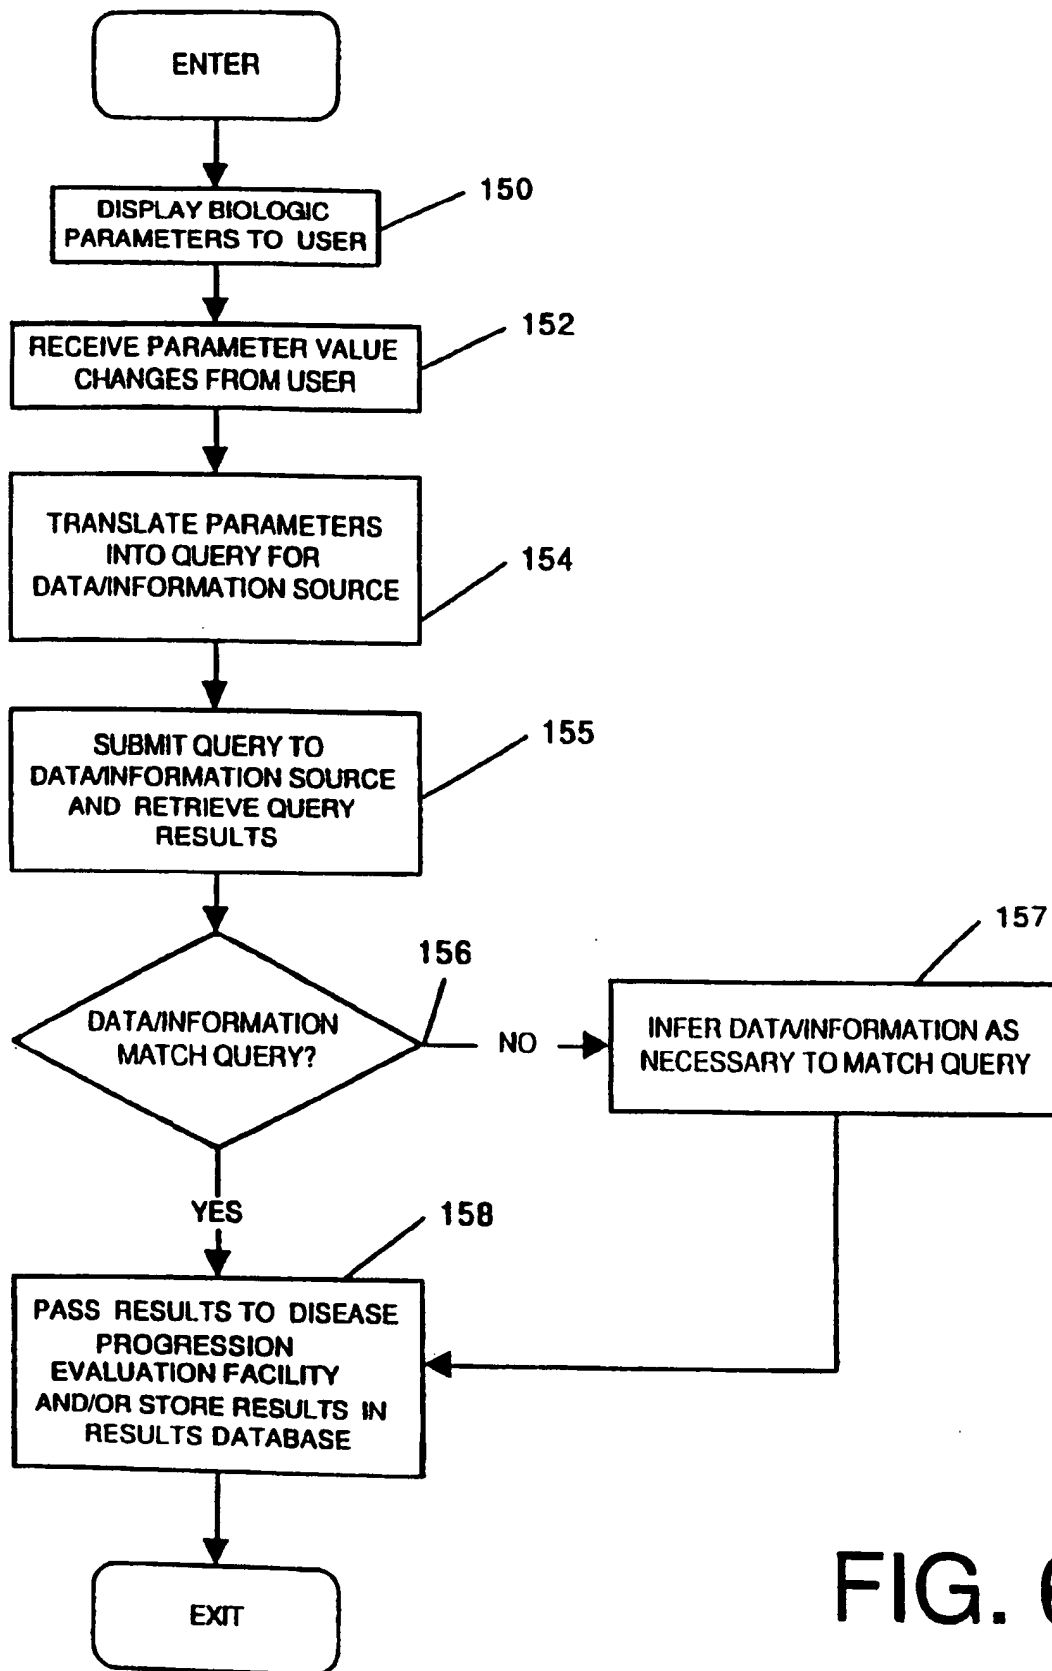 ENTER
150
DISPLAY BIOLOGIC
PARAMETERS TO USER
152
RECEIVE PARAMETER VALUE
CHANGES FROM USER
TRANSLATE PARAMETERS
INTO QUERY FOR
DATA/INFORMATION SOURCE
154
SUBMIT QUERY TO
DATA/INFORMATION SOURCE
AND RETRIEVE QUERY
RESULTS
155
156
DATA/INFORMATION
MATCH QUERY?
NO
157
INFER DATA/INFORMATION AS
NECESSARY TO MATCH QUERY
YES
158
PASS RESULTS TO DISEASE
PROGRESSION
EVALUATION FACILITY
AND/OR STORE RESULTS IN
RESULTS DATABASE
EXIT
FIG. 6